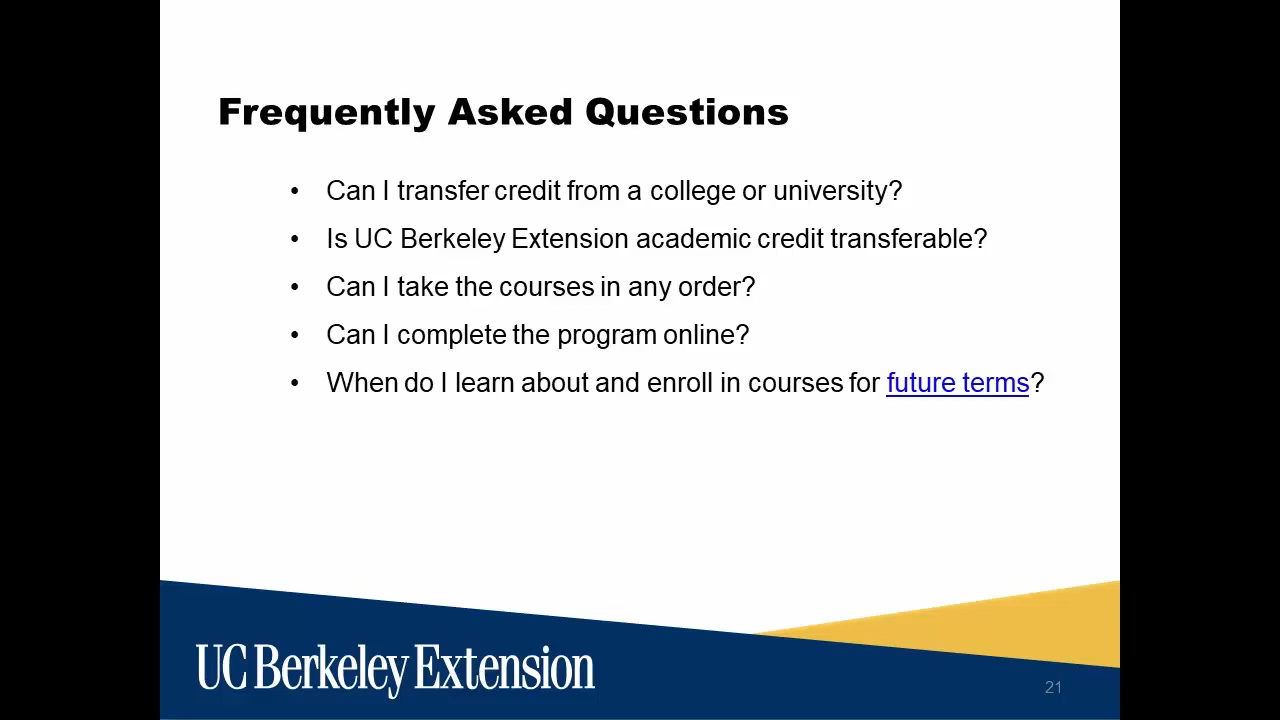 Frequently Asked Questions
• Can I transfer credit from a college or university?
• Is UC Berkeley Extension academic credit transferable?
• Can I take the courses in any order?
• Can I complete the program online?
• When do I learn about and enroll in courses for future terms?
UC Berkeley Extension
21